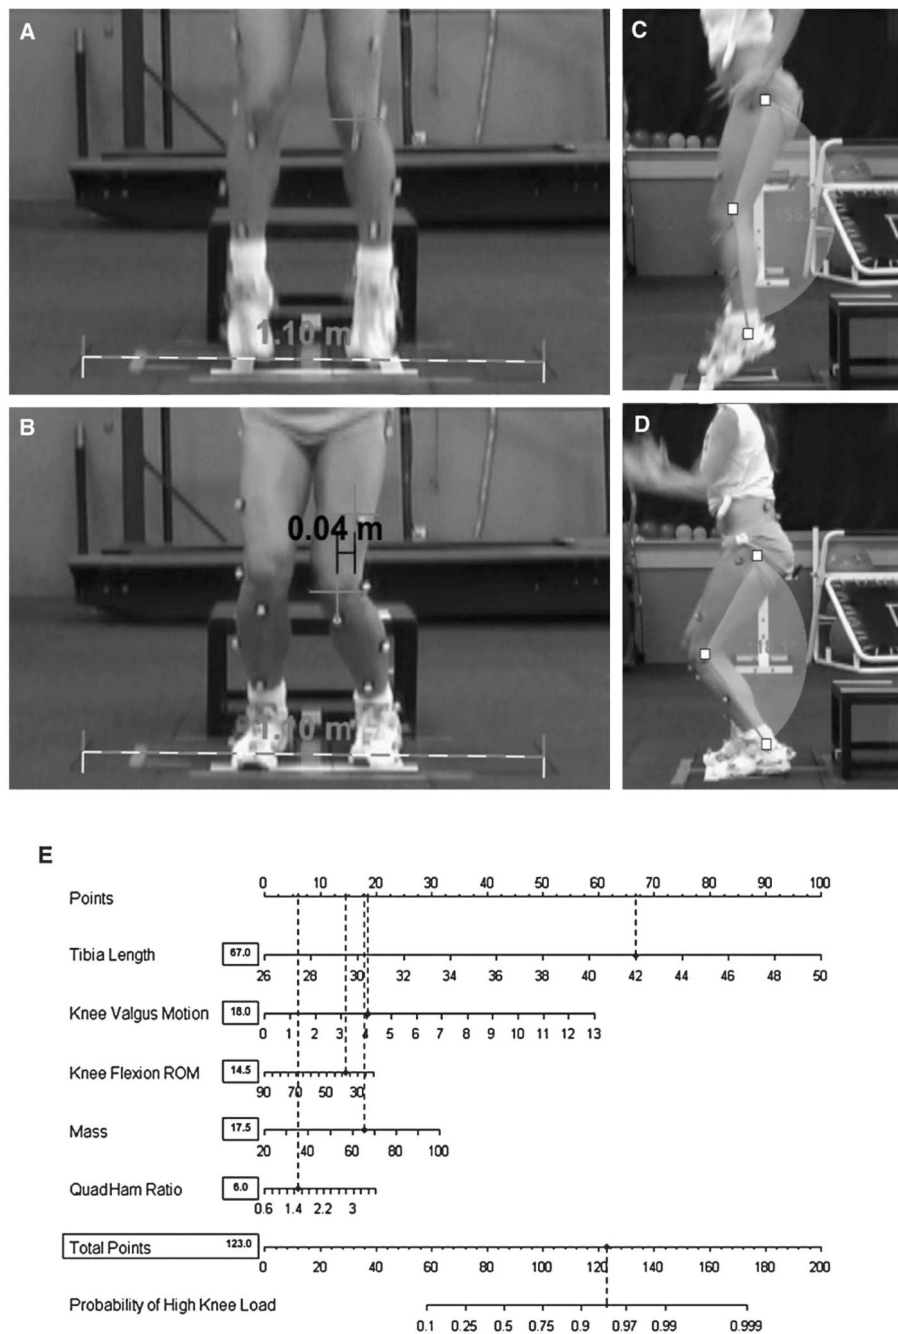 A
1.10 m
B
0.04 m
1.10 m
C
D
E
Points
0 10 20 30 40 50 60 70 80 90 100
Tibia Length 67.0
26 28 30 32 34 36 38 40 42 44 46 48 50
Knee Valgus Motion 18.0
0 1 2 3 4 5 6 7 8 9 10 11 12 13
Knee Flexion ROM 14.5
90 70 50 30
Mass 17.5
20 40 60 80 100
QuadHam Ratio 6.0
0.6 1.4 2.2 3
Total Points 123.0
0 20 40 60 80 100 120 140 160 180 200
Probability of High Knee Load
0.1 0.25 0.5 0.75 0.9 0.97 0.99 0.999